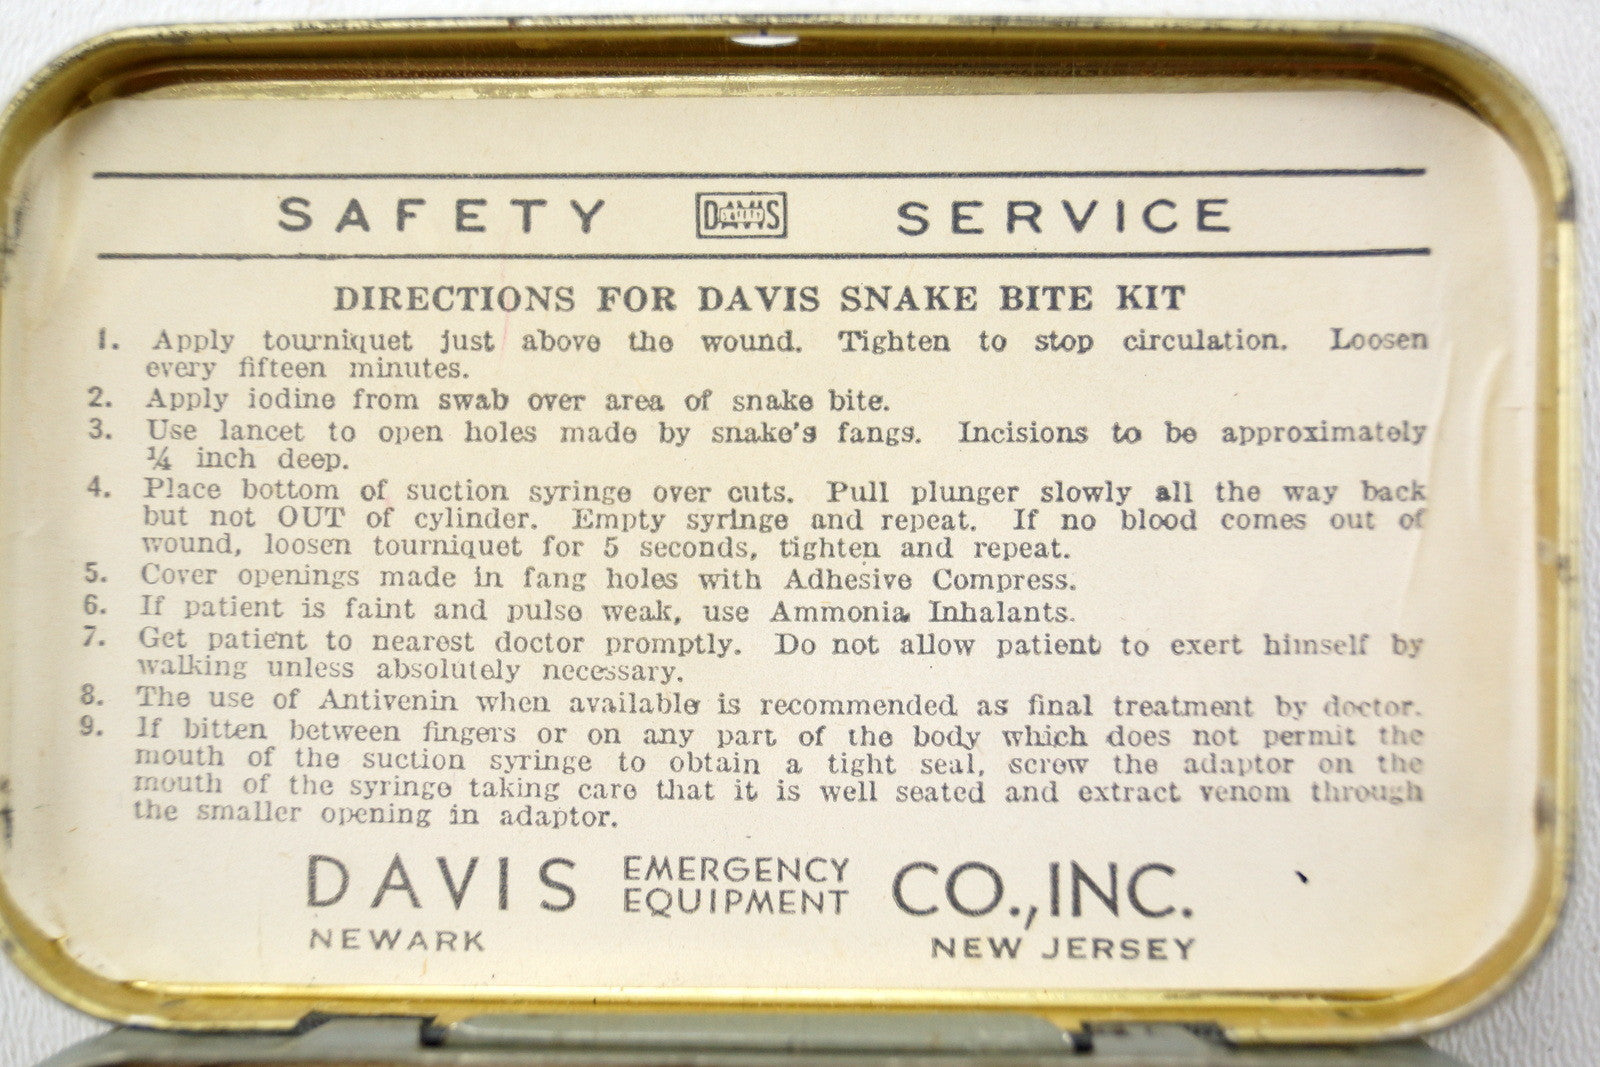 SAFETY DAVIS SAFETY SERVICE
DIRECTIONS FOR DAVIS SNAKE BITE KIT
1. Apply tourniquet just above the wound. Tighten to stop circulation. Loosen
every fifteen minutes.
2. Apply iodine from swab over area of snake bite.
3. Use lancet to open holes made by snake's fangs. Incisions to be approximately
¼ inch deep.
4. Place bottom of suction syringe over cuts. Pull plunger slowly all the way back
but not OUT of cylinder. Empty syringe and repeat. If no blood comes out of
wound, loosen tourniquet for 5 seconds, tighten and repeat.
5. Cover openings made in fang holes with Adhesive Compress.
6. If patient is faint and pulse weak, use Ammonia Inhalants.
7. Get patient to nearest doctor promptly. Do not allow patient to exert himself by
walking unless absolutely necessary.
8. The use of Antivenin when available is recommended as final treatment by doctor.
9. If bitten between fingers or on any part of the body which does not permit the
mouth of the suction syringe to obtain a tight seal, screw the adaptor on the
mouth of the syringe taking care that it is well seated and extract venom through
the smaller opening in adaptor.
DAVIS EMERGENCY EQUIPMENT CO., INC.
NEWARK NEW JERSEY